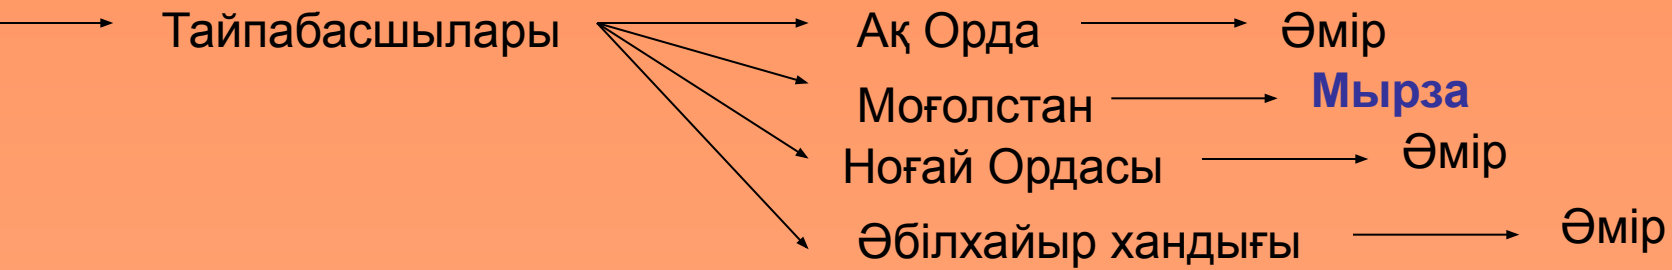 Тайпабасшылары Ақ Орда Әмір
Моғолстан Мырза
Ноғай Ордасы Әмір
Әбілхайыр хандығы Әмір